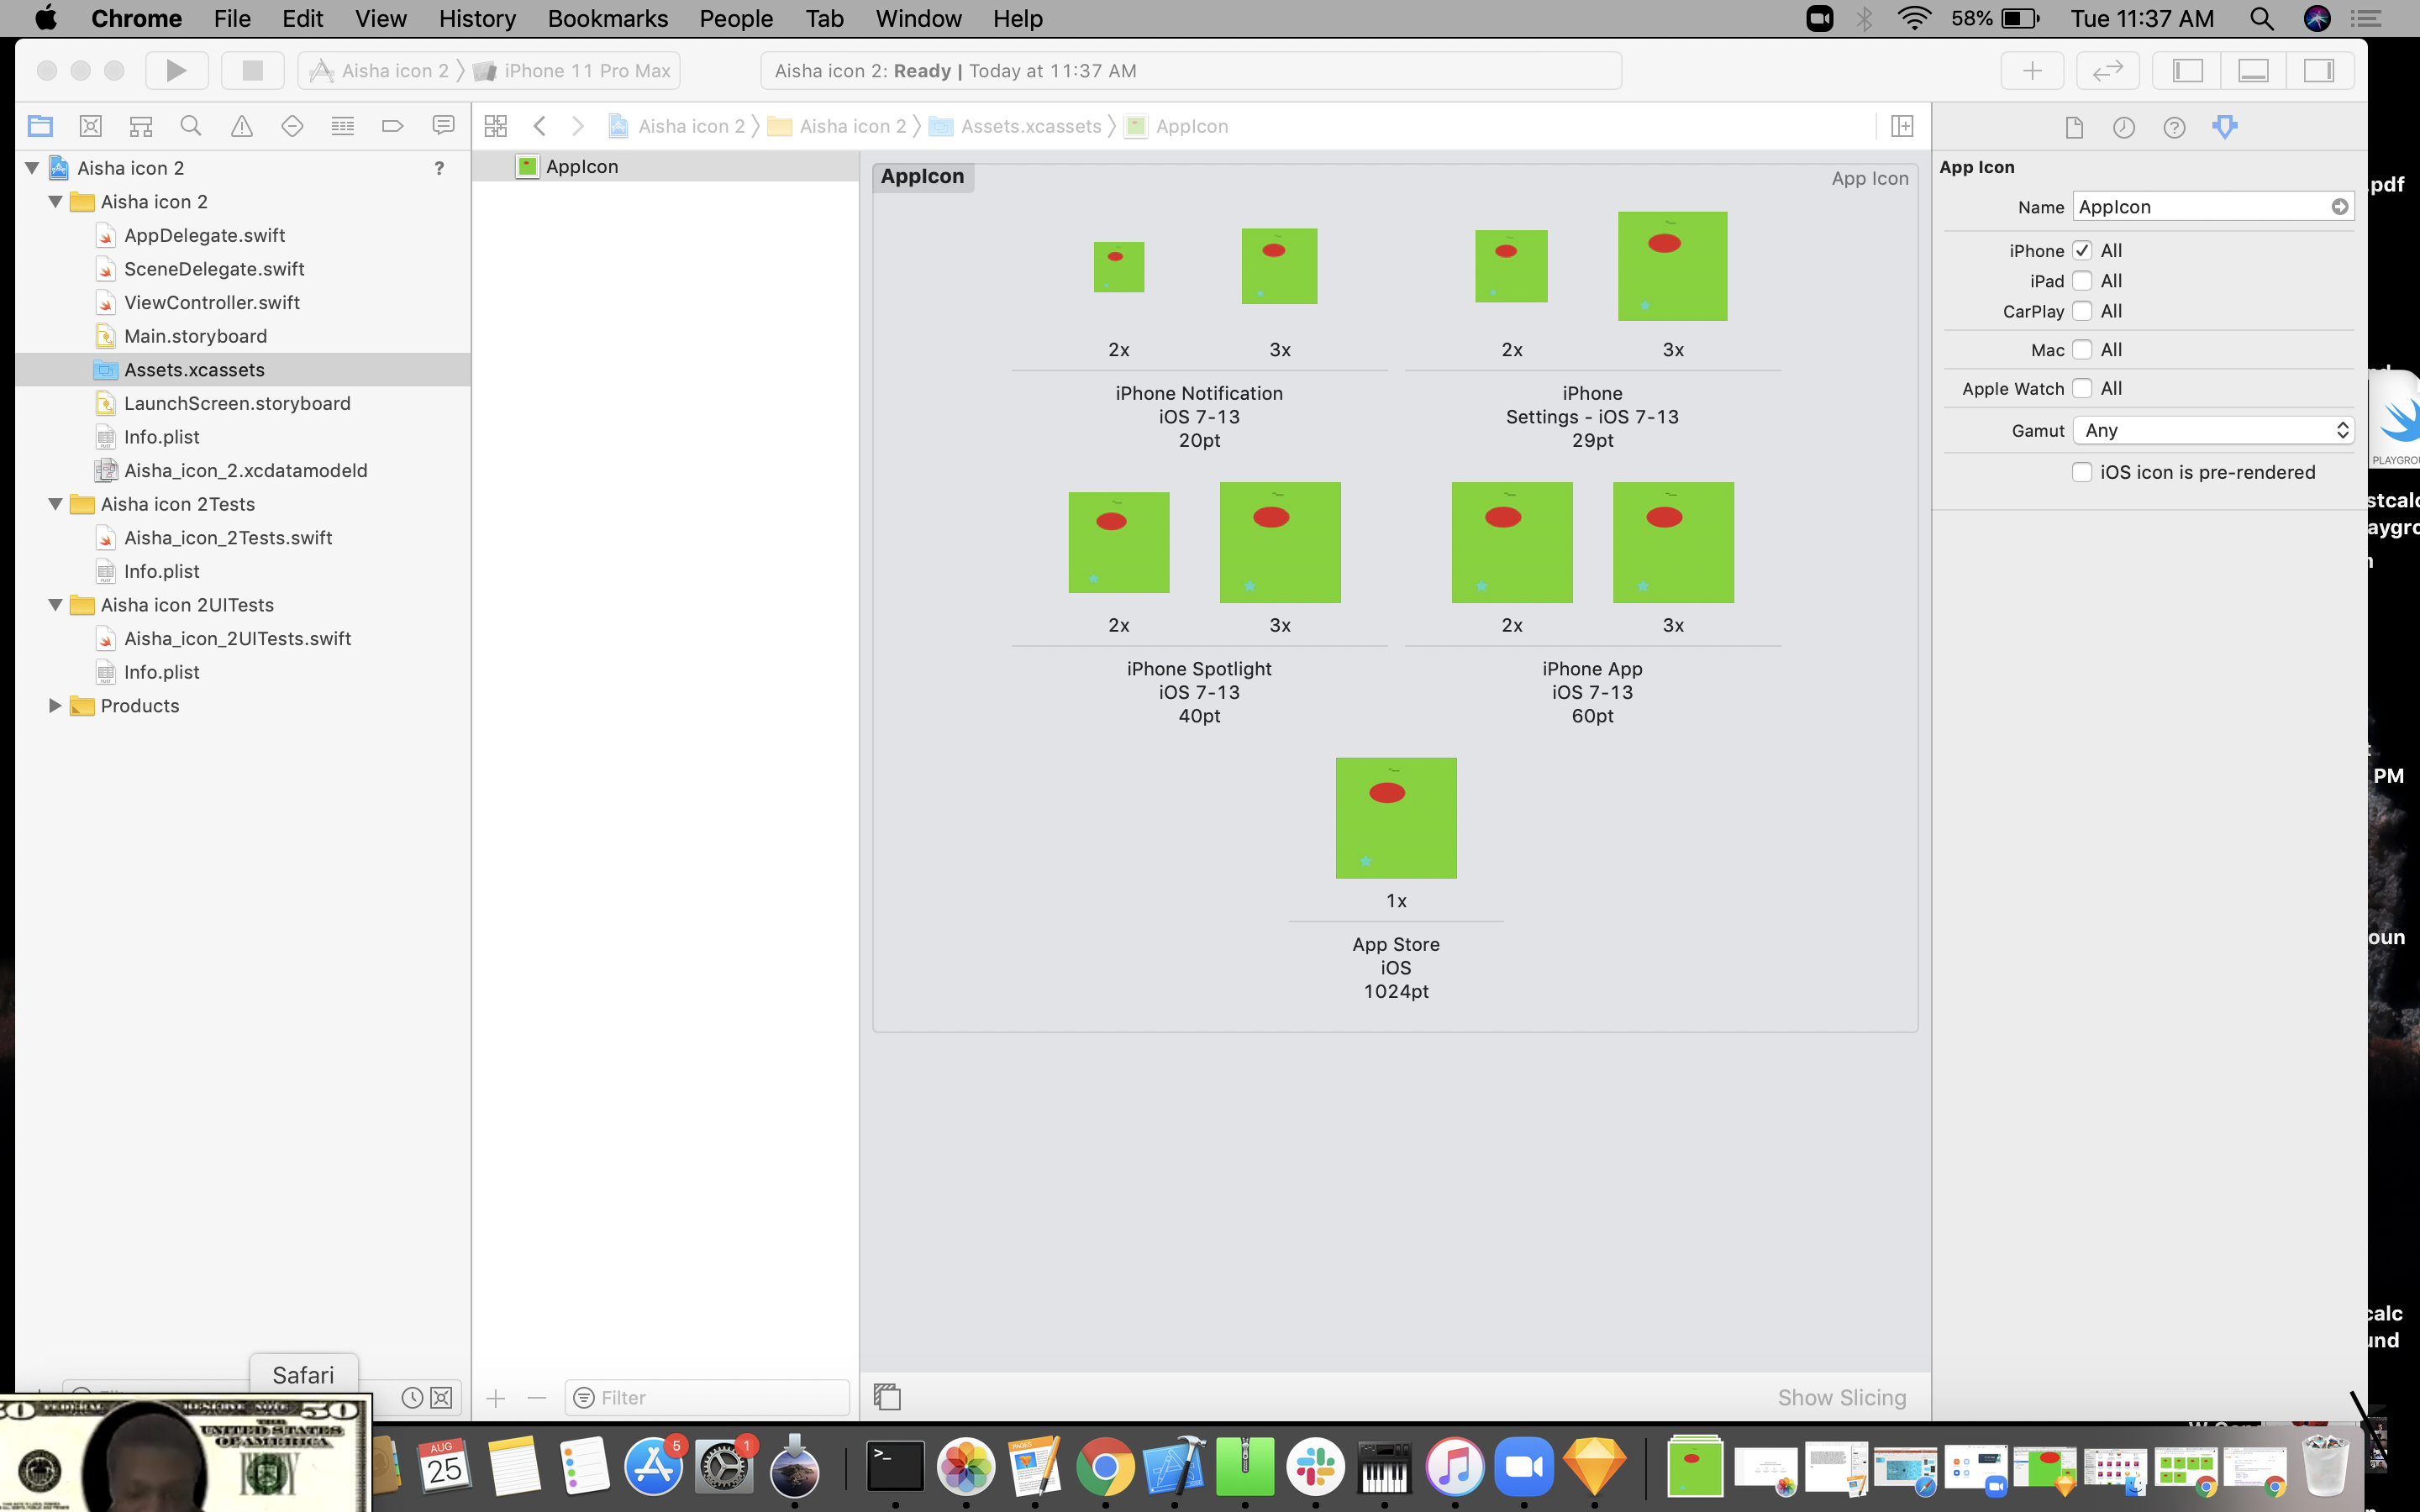 Chrome File Edit View History Bookmarks People Tab Window Help 58% Tue 11:37 AM
Aisha icon 2 iPhone 11 Pro Max
Aisha icon 2: Ready | Today at 11:37 AM
Aisha icon 2 Aisha icon 2 Assets.xcassets AppIcon
Aisha icon 2 ?
Aisha icon 2
AppDelegate.swift
SceneDelegate.swift
ViewController.swift
Main.storyboard
Assets.xcassets
LaunchScreen.storyboard
Info.plist
Aisha_icon_2.xcdatamodeld
Aisha icon 2Tests
Aisha_icon_2Tests.swift
Info.plist
Aisha icon 2UITests
Aisha_icon_2UITests.swift
Info.plist
Products
AppIcon
AppIcon
App Icon
2x 3x
iPhone Notification
iOS 7-13
20pt
2x 3x
iPhone
Settings - iOS 7-13
29pt
2x 3x
iPhone Spotlight
iOS 7-13
40pt
2x 3x
iPhone App
iOS 7-13
60pt
1x
App Store
iOS
1024pt
App Icon
Name AppIcon
iPhone All
iPad All
CarPlay All
Mac All
Apple Watch All
Gamut Any
iOS icon is pre-rendered
.pdf
PM
calc
Safari
Filter
Show Slicing
50
UNITED STATES
OF AMERICA
AUG
25
5
1
PAGES